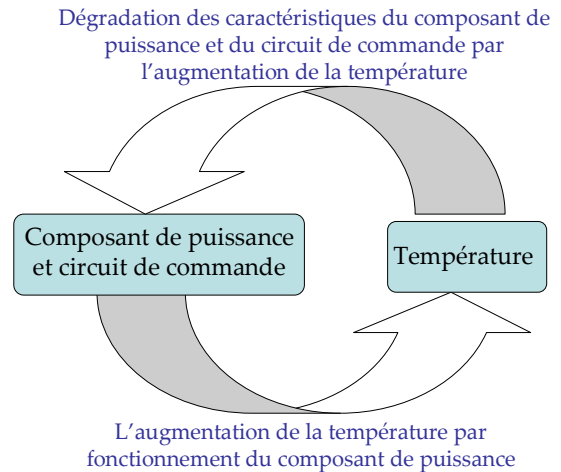 Dégradation des caractéristiques du composant de
puissance et du circuit de commande par
l'augmentation de la température
Composant de puissance
et circuit de commande
Température
L'augmentation de la température par
fonctionnement du composant de puissance